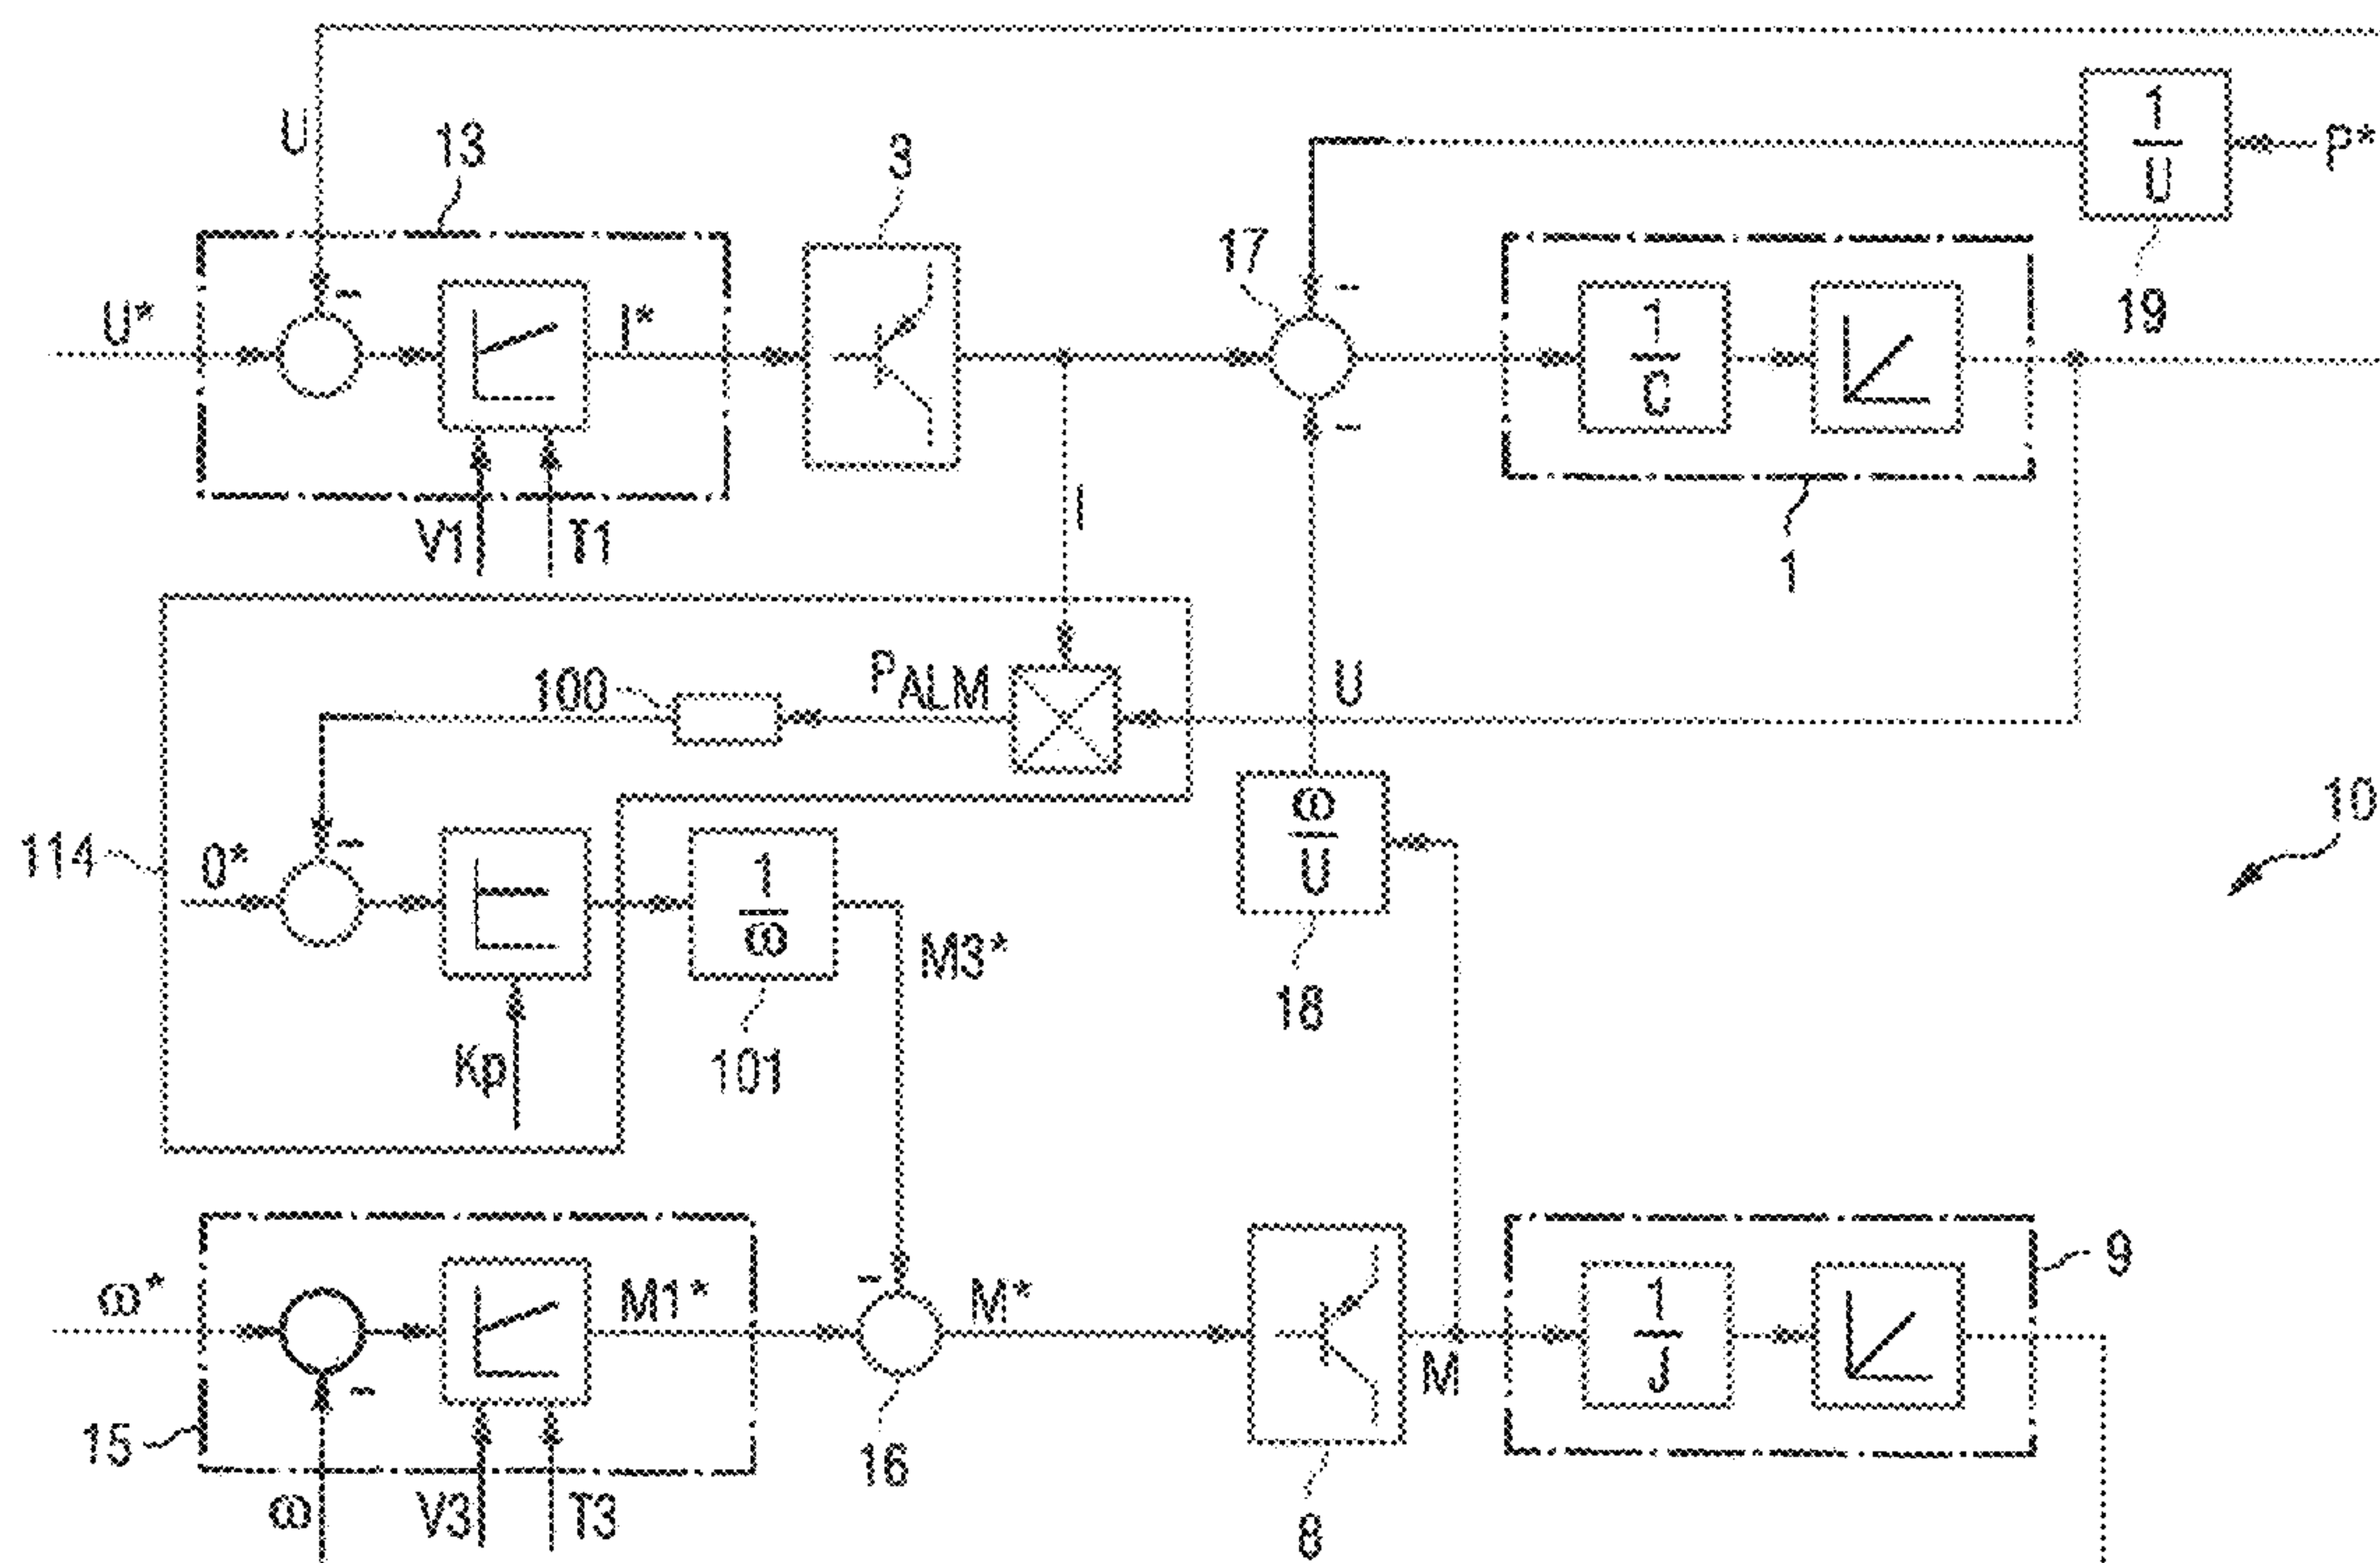 U
13
3
1
U
P*
19
17
U*
-
I*
-
1
C
-
V1
T1
I
1
100
PALM
U
114
0*
-
1
ω
ω
U
10
M3*
18
Kp
101
ω*
M1*
-
M*
1
J
9
-
M
15
16
ω
V3
T3
8